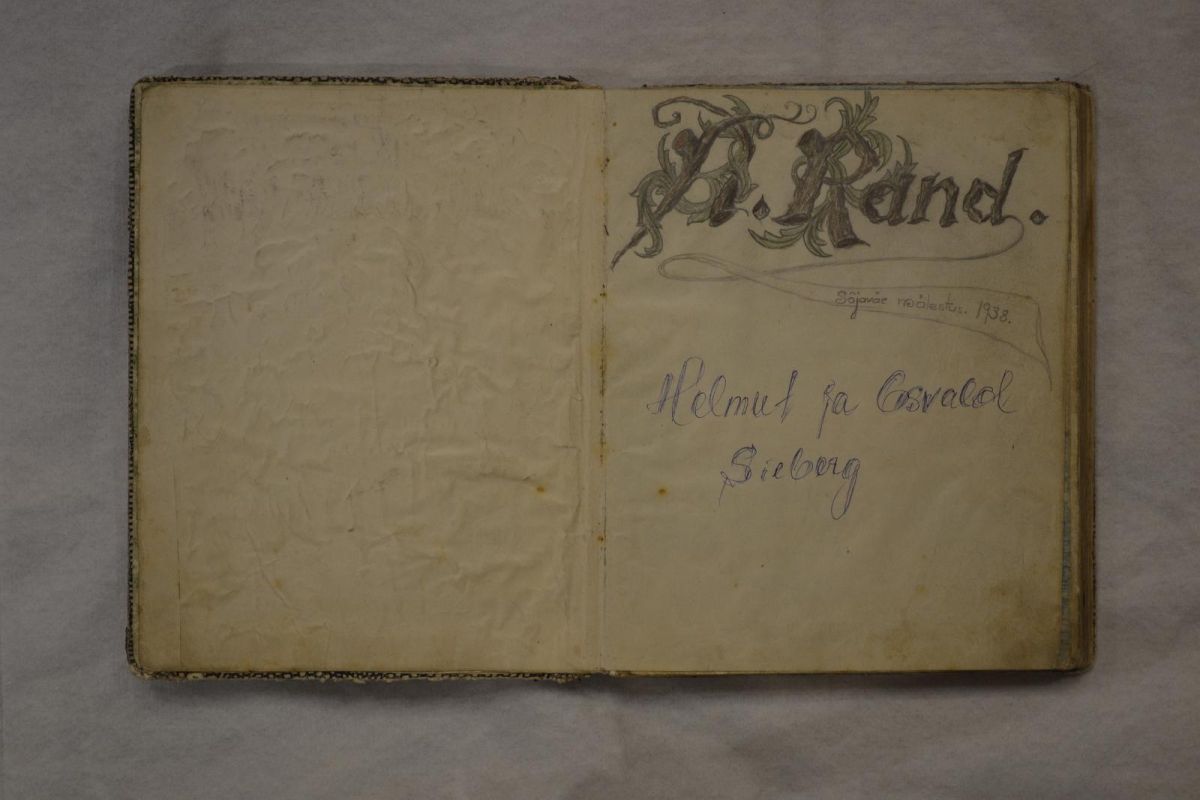 A. Rand.
Sõjaväe mälestus. 1938.
Helmut ja Osvald
Sieberg